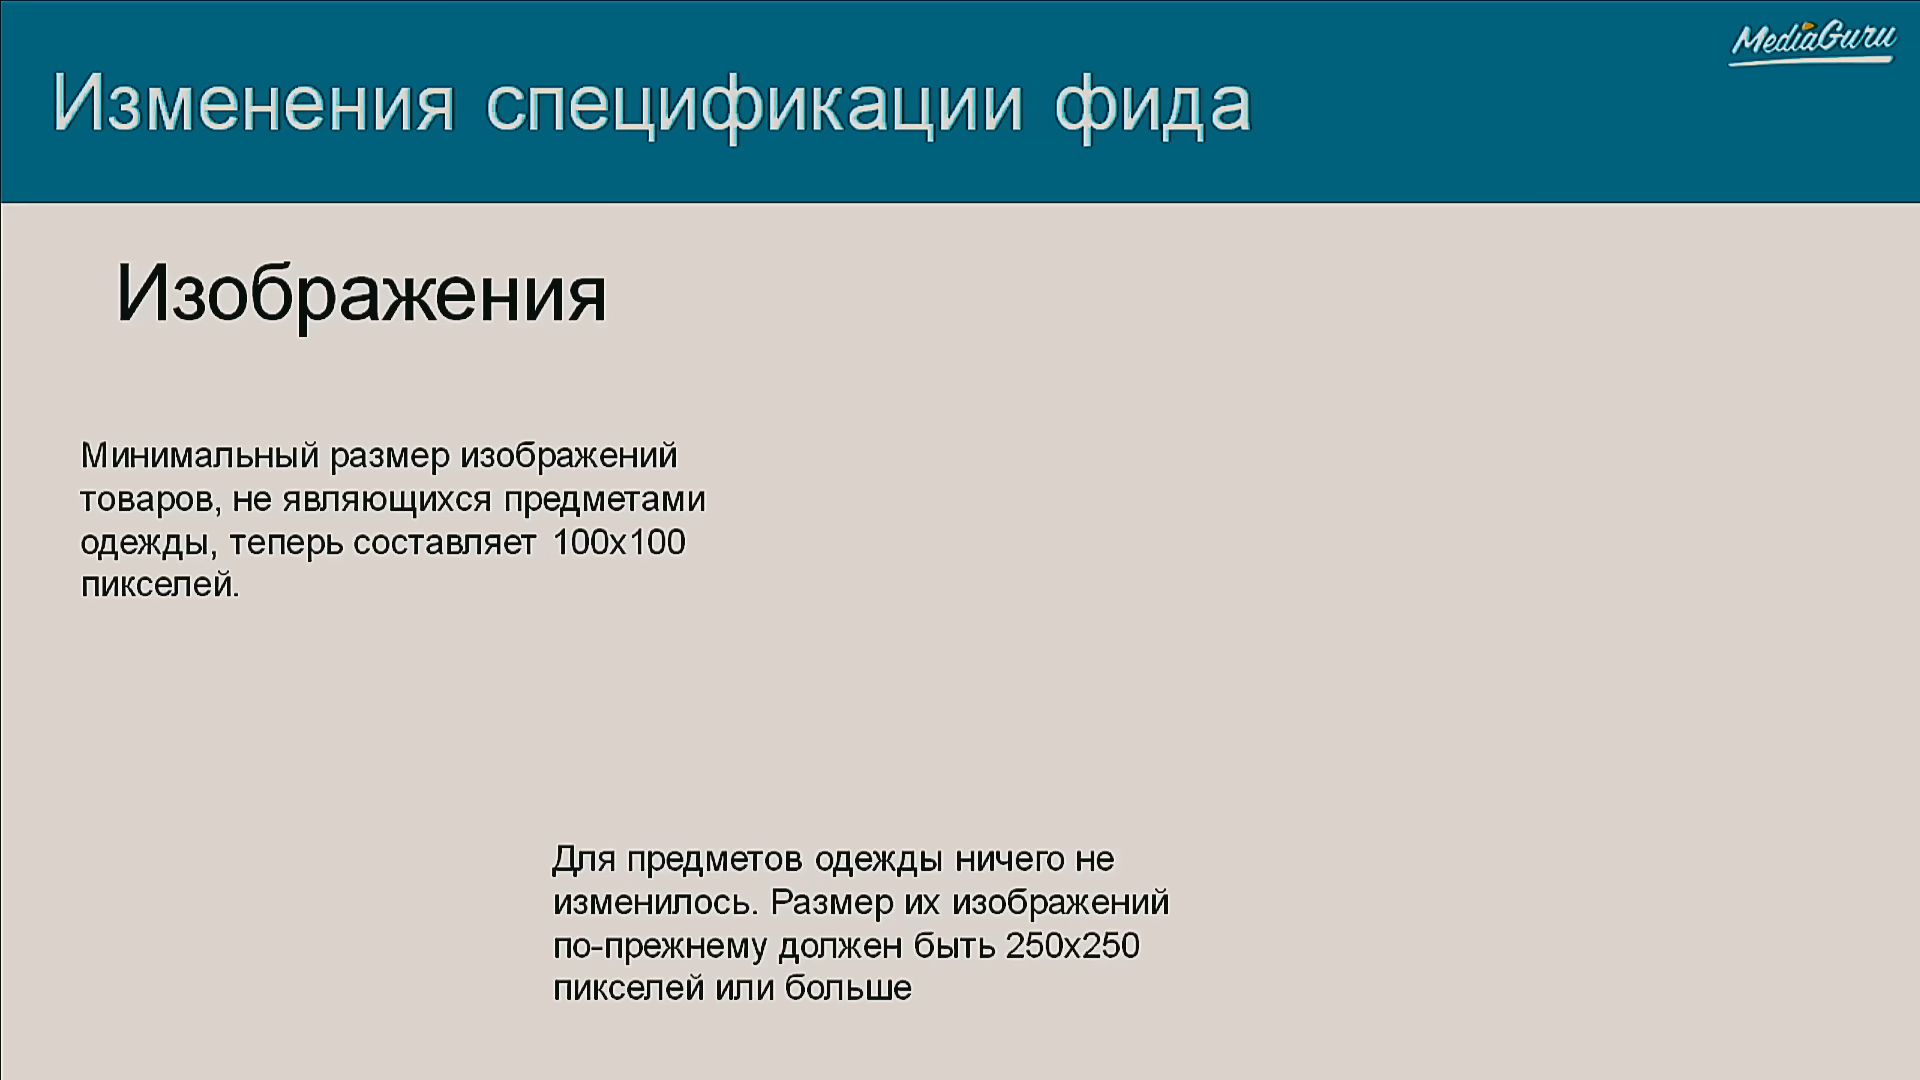 MediaGuru
Изменения спецификации фида
Изображения
Минимальный размер изображений
товаров, не являющихся предметами
одежды, теперь составляет 100x100
пикселей.
Для предметов одежды ничего не
изменилось. Размер их изображений
по-прежнему должен быть 250x250
пикселей или больше